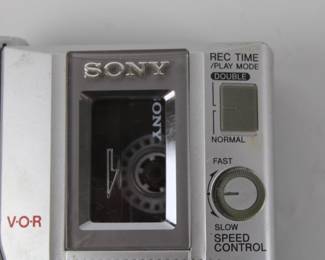 SONY
REC TIME
/PLAY MODE
DOUBLE
NORMAL
SONY
FAST
V·O·R
SLOW
SPEED
CONTROL